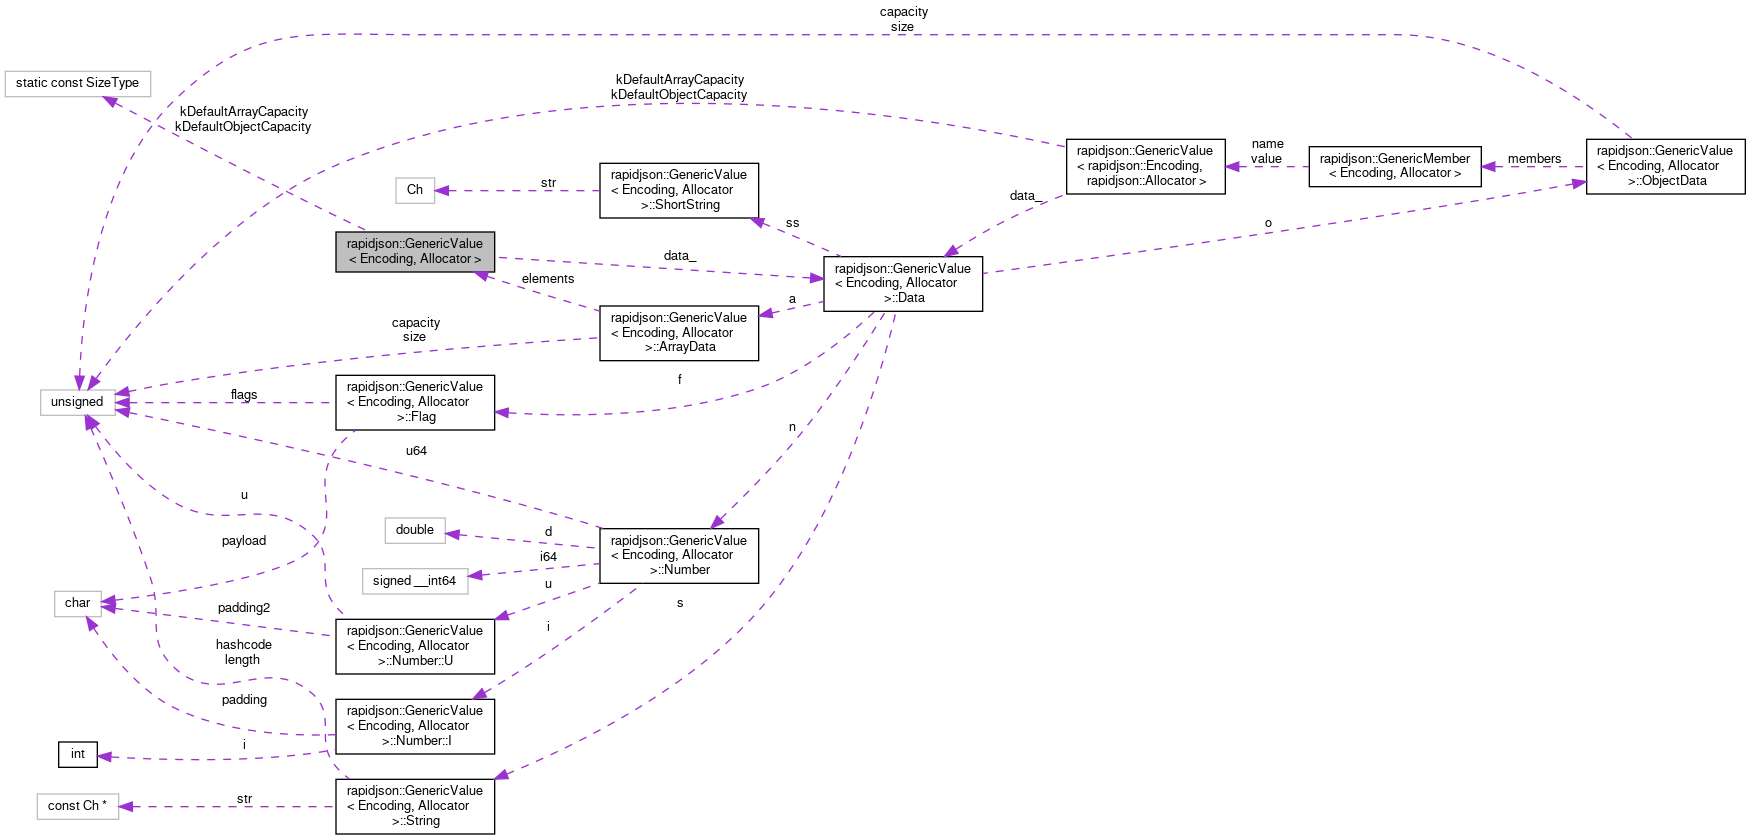 capacity
size
static const SizeType
kDefaultArrayCapacity
kDefaultObjectCapacity
kDefaultArrayCapacity
kDefaultObjectCapacity
rapidjson::GenericValue
< rapidjson::Encoding,
rapidjson::Allocator >
name
value
rapidjson::GenericMember
< Encoding, Allocator >
members
rapidjson::GenericValue
< Encoding, Allocator
>::ObjectData
Ch
str
rapidjson::GenericValue
< Encoding, Allocator
>::ShortString
data_
ss
o
rapidjson::GenericValue
< Encoding, Allocator >
data_
rapidjson::GenericValue
< Encoding, Allocator
>::Data
elements
a
capacity
size
rapidjson::GenericValue
< Encoding, Allocator
>::ArrayData
unsigned
flags
rapidjson::GenericValue
< Encoding, Allocator
>::Flag
f
n
u64
u
double
d
payload
i64
signed __int64
rapidjson::GenericValue
< Encoding, Allocator
>::Number
u
char
padding2
s
i
rapidjson::GenericValue
< Encoding, Allocator
>::Number::U
hashcode
length
padding
rapidjson::GenericValue
< Encoding, Allocator
>::Number::I
int
i
const Ch *
str
rapidjson::GenericValue
< Encoding, Allocator
>::String